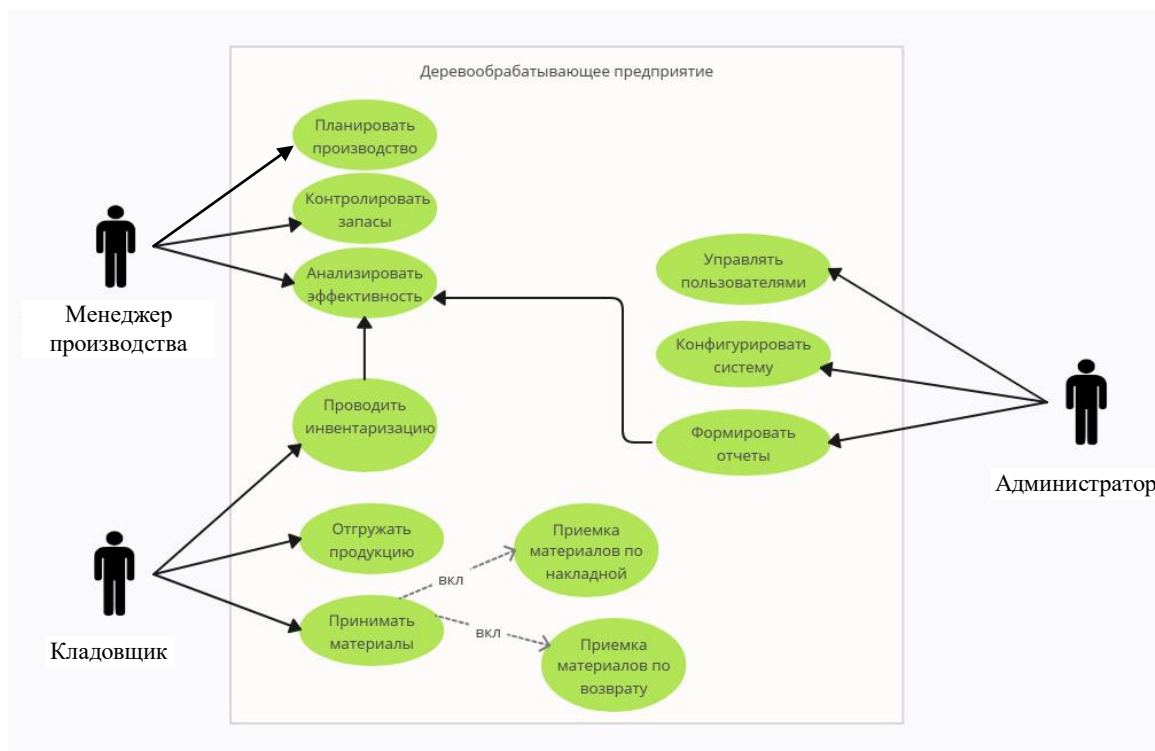 Деревообрабатывающее предприятие
Планировать
производство
Контролировать
запасы
Анализировать
эффективность
Менеджер
производства
Управлять
пользователями
Конфигурировать
систему
Формировать
отчеты
Администратор
Проводить
инвентаризацию
Отгружать
продукцию
Принимать
материалы
Кладовщик
вкл
вкл
Приемка
материалов по
накладной
Приемка
материалов по
возврату